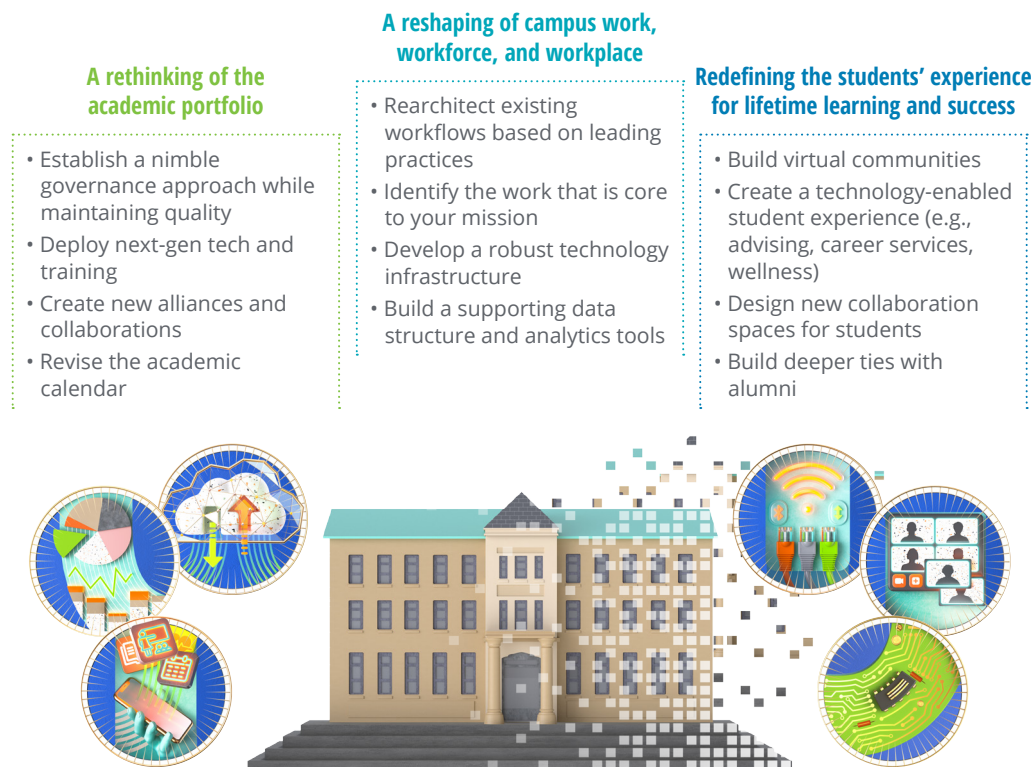 A rethinking of the
academic portfolio
• Establish a nimble
governance approach while
maintaining quality
• Deploy next-gen tech and
training
• Create new alliances and
collaborations
• Revise the academic
calendar
A reshaping of campus work,
workforce, and workplace
• Rearchitect existing
workflows based on leading
practices
• Identify the work that is core
to your mission
• Develop a robust technology
infrastructure
• Build a supporting data
structure and analytics tools
Redefining the students’ experience
for lifetime learning and success
• Build virtual communities
• Create a technology-enabled
student experience (e.g.,
advising, career services,
wellness)
• Design new collaboration
spaces for students
• Build deeper ties with
alumni